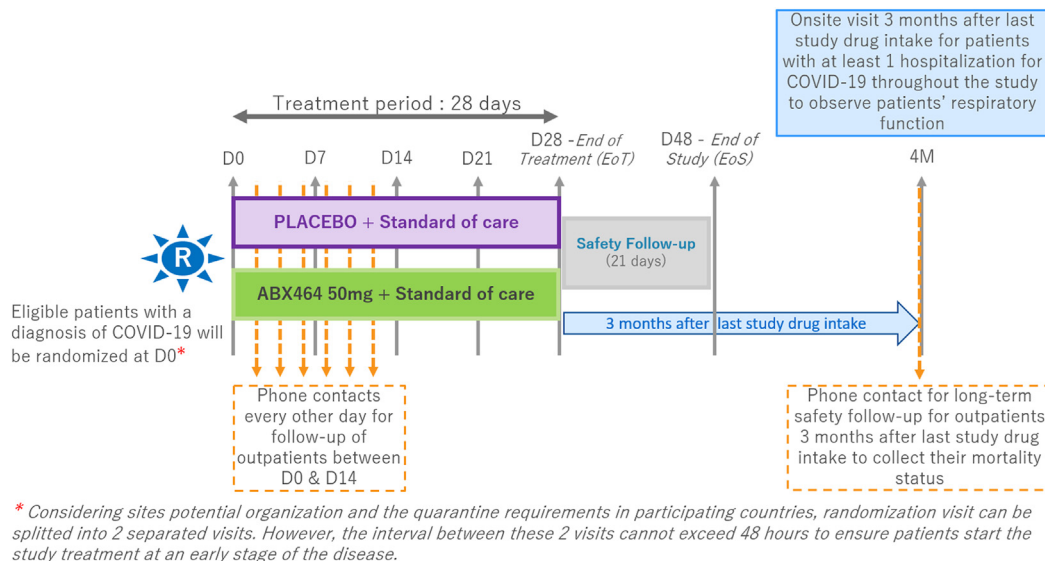 Onsite visit 3 months after last
study drug intake for patients
with at least 1 hospitalization for
COVID-19 throughout the study
to observe patients' respiratory
function
Treatment period : 28 days
D0
D7
D14
D21
D28 - End of
Treatment (EoT)
D48 - End of
Study (EoS)
4M
PLACEBO + Standard of care
R
Safety Follow-up
(21 days)
ABX464 50mg + Standard of care
Eligible patients with a
diagnosis of COVID-19 will
be randomized at D0*
3 months after last study drug intake
Phone contacts
every other day for
follow-up of
outpatients between
D0 & D14
Phone contact for long-term
safety follow-up for outpatients
3 months after last study drug
intake to collect their mortality
status
* Considering sites potential organization and the quarantine requirements in participating countries, randomization visit can be
splitted into 2 separated visits. However, the interval between these 2 visits cannot exceed 48 hours to ensure patients start the
study treatment at an early stage of the disease.